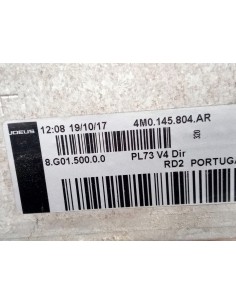 JDEUS
12:08 19/10/17 4M0.145.804.AR
8.G01.500.0.0 PL73 V4 Dir
RD2 PORTUGA